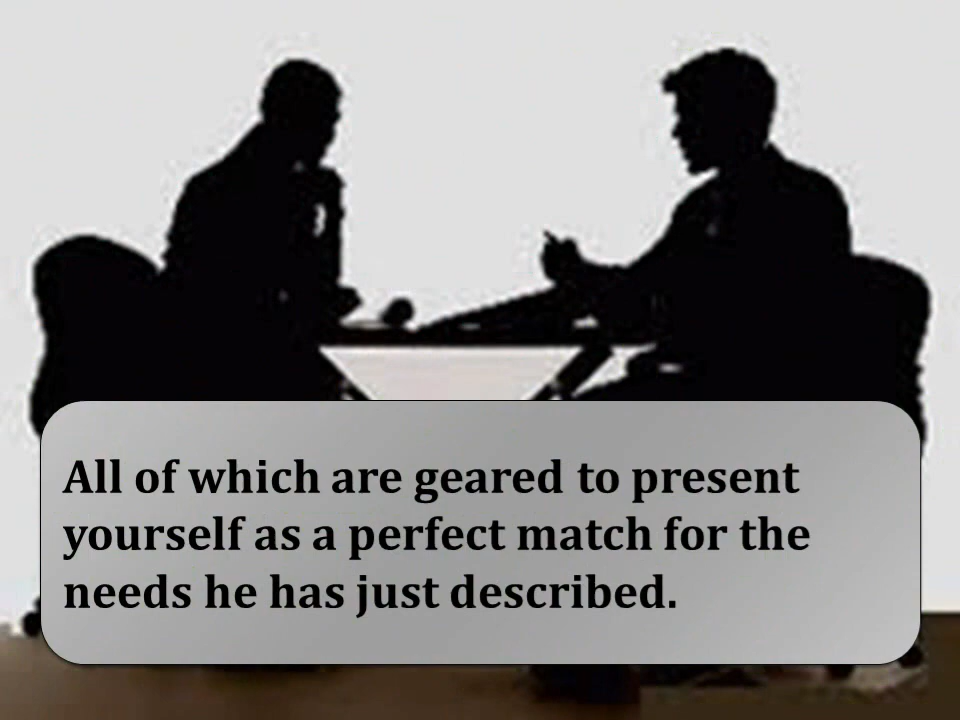 All of which are geared to present
yourself as a perfect match for the
needs he has just described.